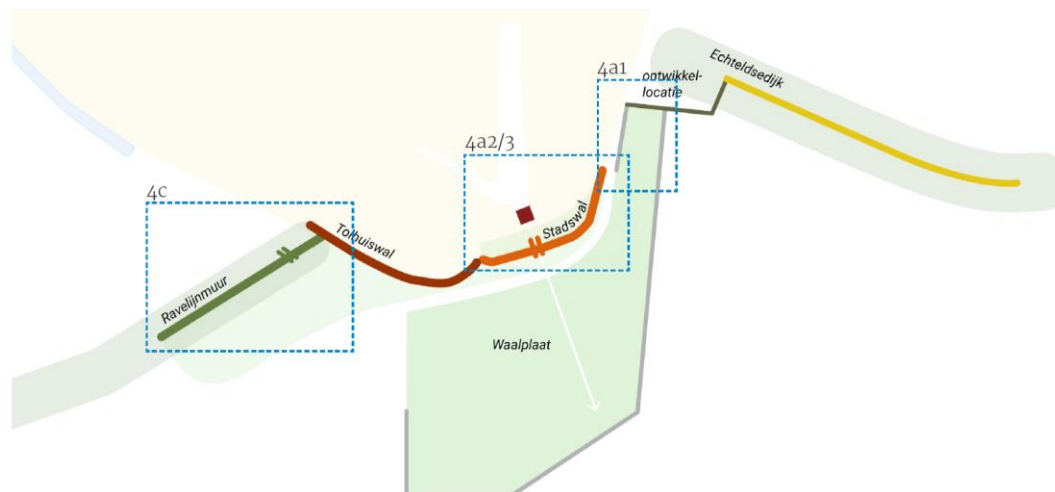 Echteldsedijk
4a1
ontwikkel-
locatie
4a2/3
4c
Stadswal
Tolhuiswal
Ravelijnmuur
Waalplaat